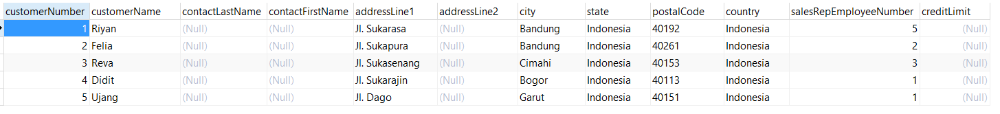 customerNumber customerName contactLastName contactFirstName addressLine1 addressLine2 city state postalCode country salesRepEmployeeNumber creditLimit
1 Riyan (Null) (Null) Jl. Sukarasa (Null) Bandung Indonesia 40192 Indonesia 5 (Null)
2 Felia (Null) (Null) Jl. Sukapura (Null) Bandung Indonesia 40261 Indonesia 2 (Null)
3 Reva (Null) (Null) Jl. Sukasenang (Null) Cimahi Indonesia 40153 Indonesia 3 (Null)
4 Didit (Null) (Null) Jl. Sukarajin (Null) Bogor Indonesia 40113 Indonesia 1 (Null)
5 Ujang (Null) (Null) Jl. Dago (Null) Garut Indonesia 40151 Indonesia 1 (Null)